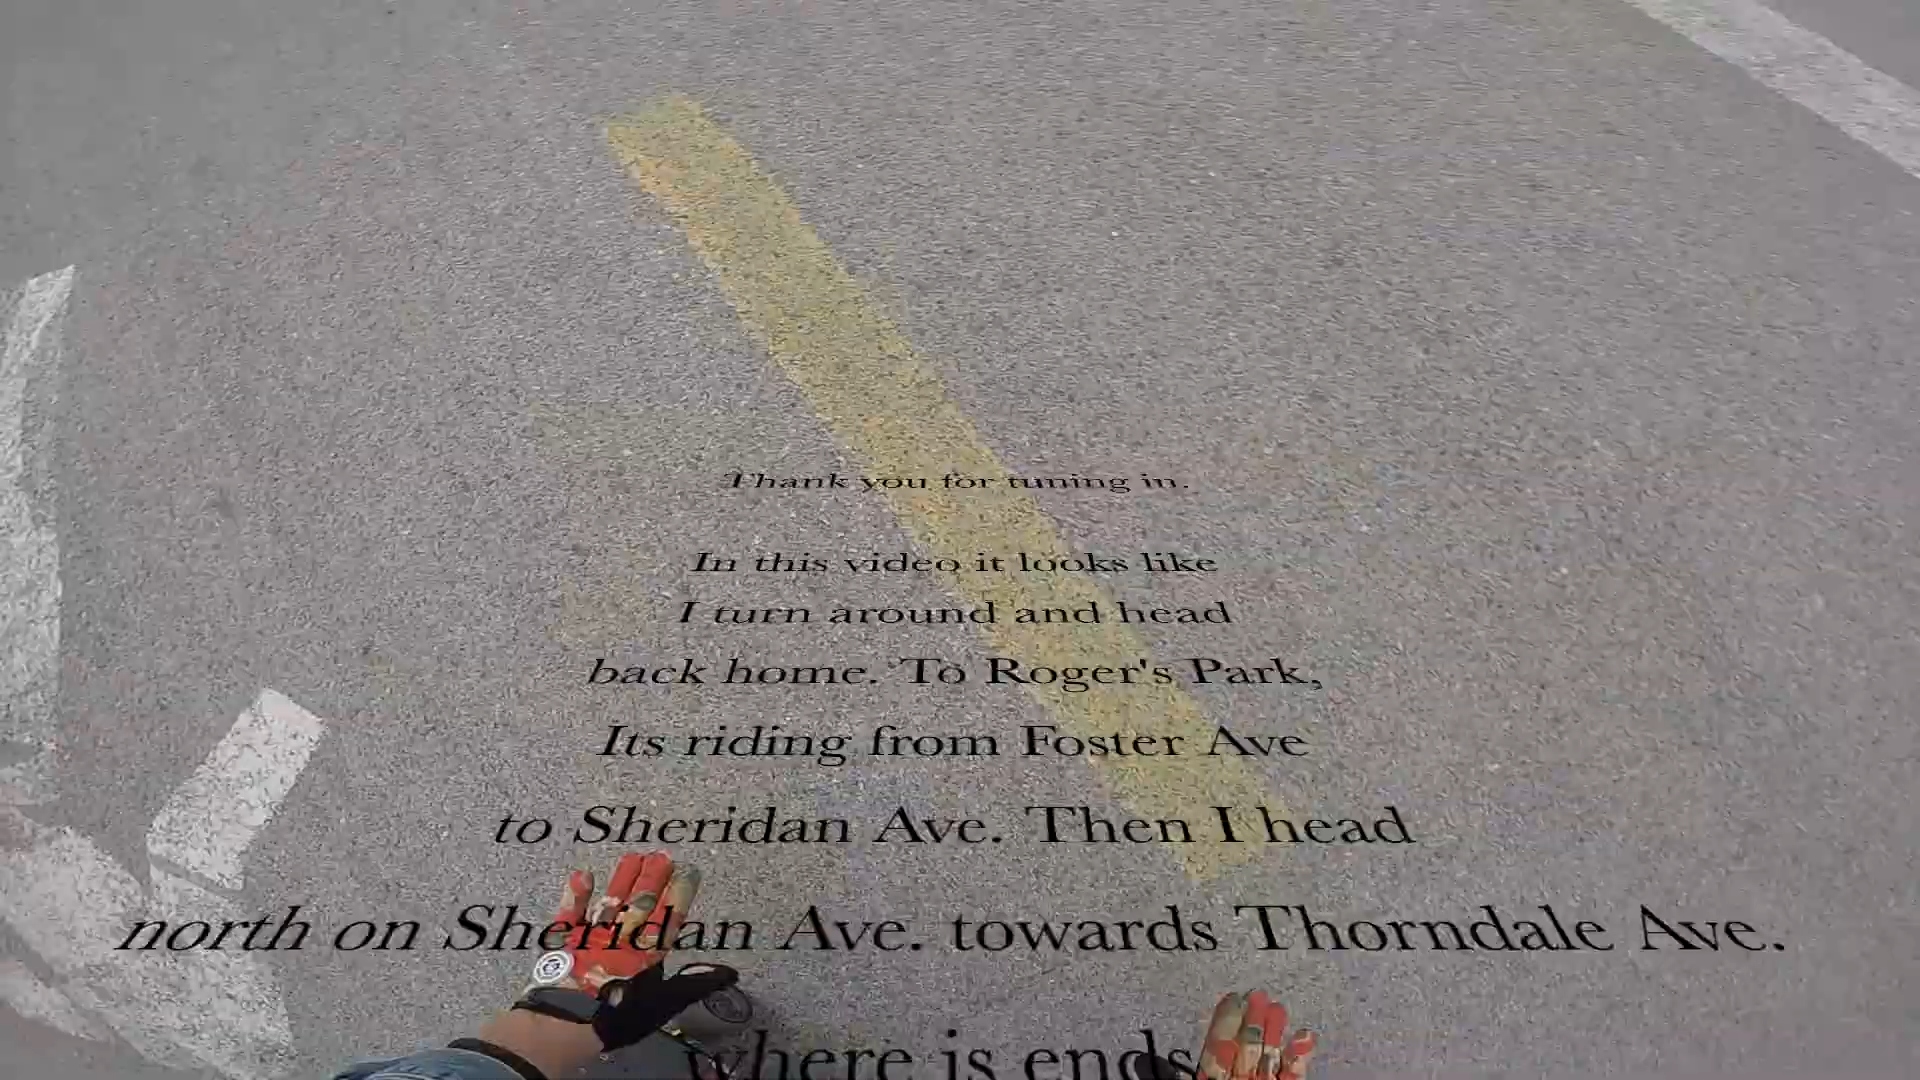 Thank you for tuning in.
In this video it looks like
I turn around and head
back home. To Roger's Park,
Its riding from Foster Ave
to Sheridan Ave. Then I head
north on Sheridan Ave. towards Thorndale Ave.
where is ends